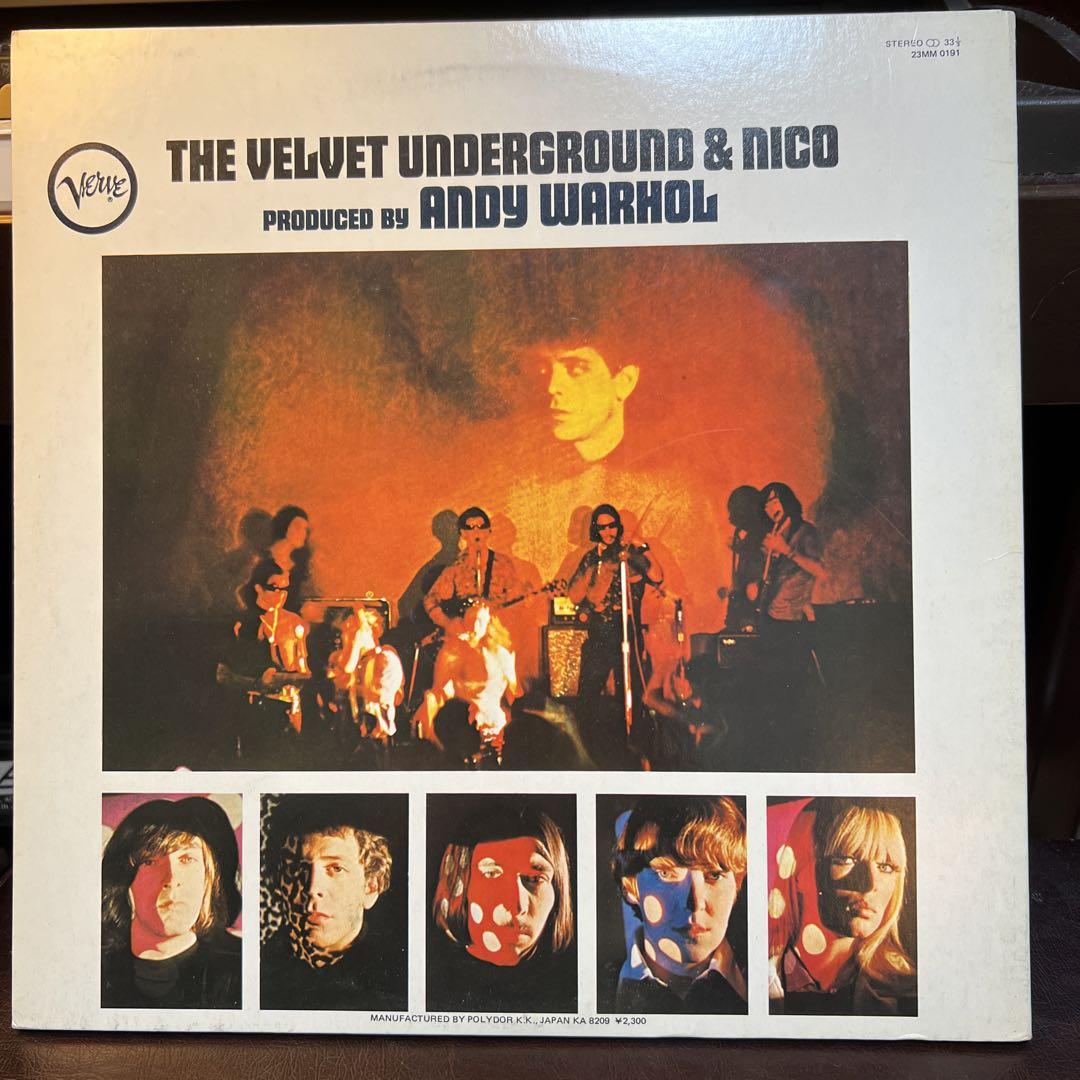 STEREO 33⅓
23MM 0191
THE VELVET UNDERGROUND & NICO
Verve®
PRODUCED BY ANDY WARHOL
MANUFACTURED BY POLYDOR K.K., JAPAN KA 8209 ¥2,300